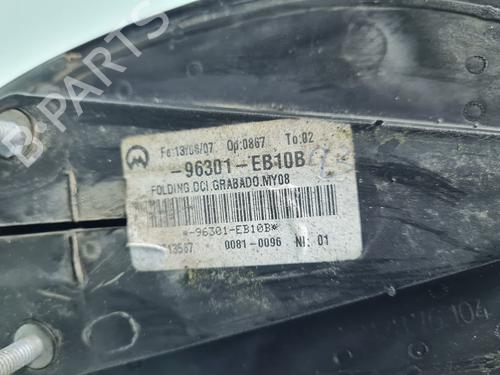 B-PARTS
Fe:13/06/07 Op:0867 To:02
-96301-EB10B
FOLDING.DCI.GRABADO.MY08
*-96301-EB10B*
13567 0081-0096 NI: 01